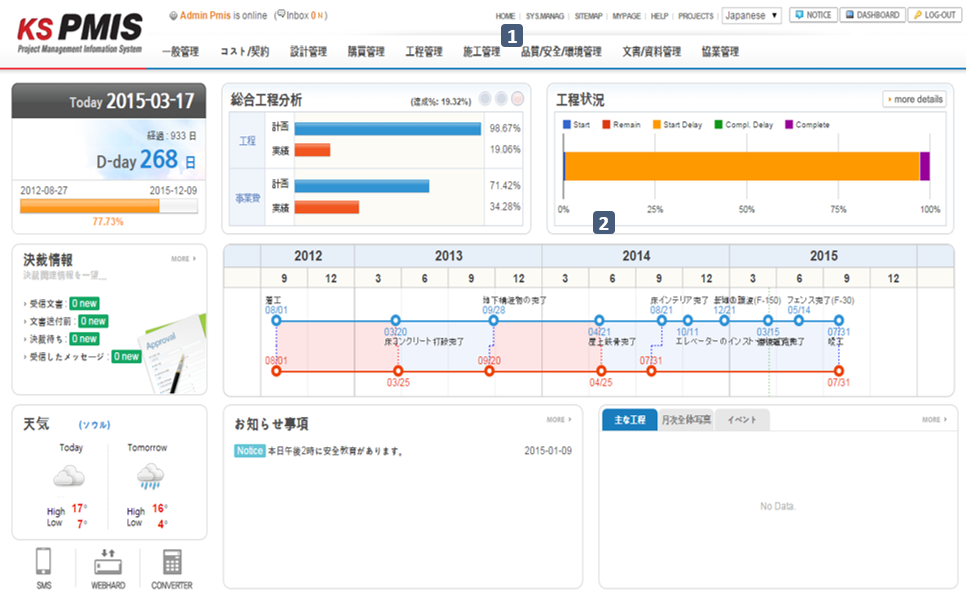 KS PMIS
Project Management Infomation System
Admin Pmis is online (Inbox 0 N)
HOME | SYS.MANAG | SITEMAP | MYPAGE | HELP | PROJECTS | Japanese ▼ NOTICE DASHBOARD LOG-OUT
1
一般管理 コスト/契約 設計管理 購買管理 工程管理 施工管理 品質/安全/環境管理 文書/資料管理 協業管理
Today 2015-03-17
経過 : 933 日
D-day 268 日
2012-08-27 2015-12-09
77.73%
総合工程分析 (達成%: 19.32%)
工程 計画 98.67%
実績 19.06%
事業費 計画 71.42%
実績 34.28%
工程状況 more details
Start Remain Start Delay Compl. Delay Complete
0% 25% 50% 75% 100%
2
決裁情報 MORE
決裁関連情報を一望...
受信文書 : 0 new
文書送付前 : 0 new
決裁待ち : 0 new
受信したメッセージ : 0 new
Approval
2012 2013 2014 2015
9 12 3 6 9 12 3 6 9 12 3 6 9 12
着工 地下構造物の完了 床インテリア完了 フェンス完了(F-30)
08/01 09/28 08/21 12/21 05/14
03/20 04/21 10/11 03/15 07/31
床コンクリート打設完了 屋上鉄骨完了 エレベーターのインスト 竣工
08/01 09/20 07/31
03/25 04/25 07/31
天気 (ソウル)
Today Tomorrow
High 17° High 16°
Low 7° Low 4°
SMS WEBHARD CONVERTER
お知らせ事項 MORE
Notice 本日午後2時に安全教育があります。 2015-01-09
主な工程 月次全体写真 イベント MORE
No Data.